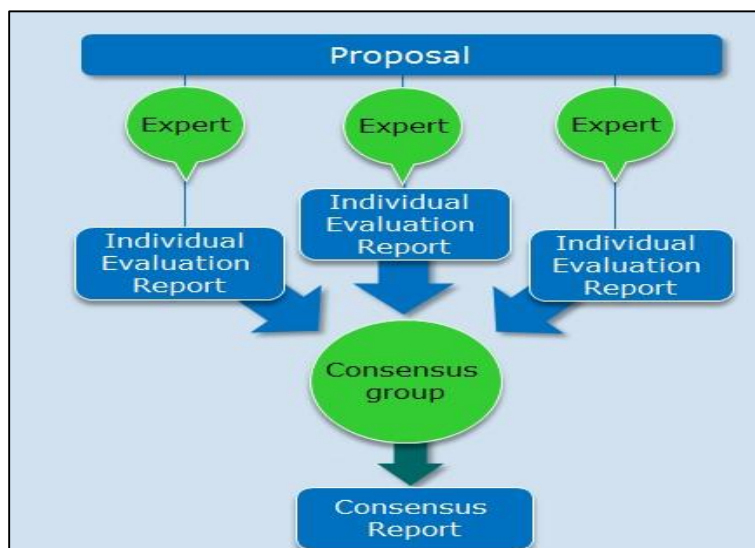 Proposal
Expert
Expert
Expert
Individual
Evaluation
Report
Individual
Evaluation
Report
Individual
Evaluation
Report
Consensus
group
Consensus
Report